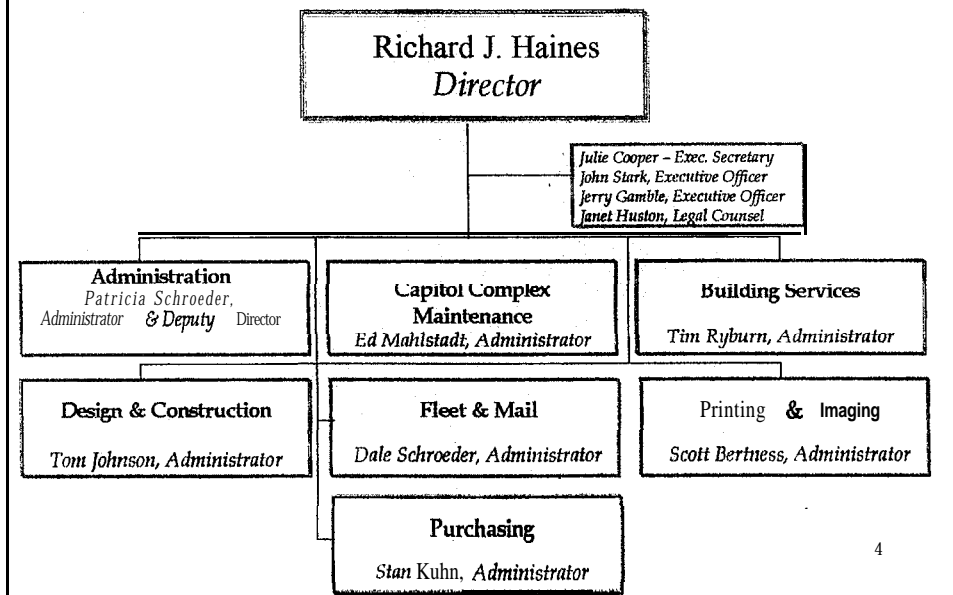 Richard J. Haines
Director
Julie Cooper – Exec. Secretary
John Stark, Executive Officer
Jerry Gamble, Executive Officer
Janet Huston, Legal Counsel
Administration
Patricia Schroeder,
Administrator & Deputy Director
Capitol Complex
Maintenance
Ed Mahlstadt, Administrator
Building Services
Tim Ryburn, Administrator
Design & Construction
Tom Johnson, Administrator
Fleet & Mail
Dale Schroeder, Administrator
Printing & Imaging
Scott Bertness, Administrator
Purchasing
Stan Kuhn, Administrator
4